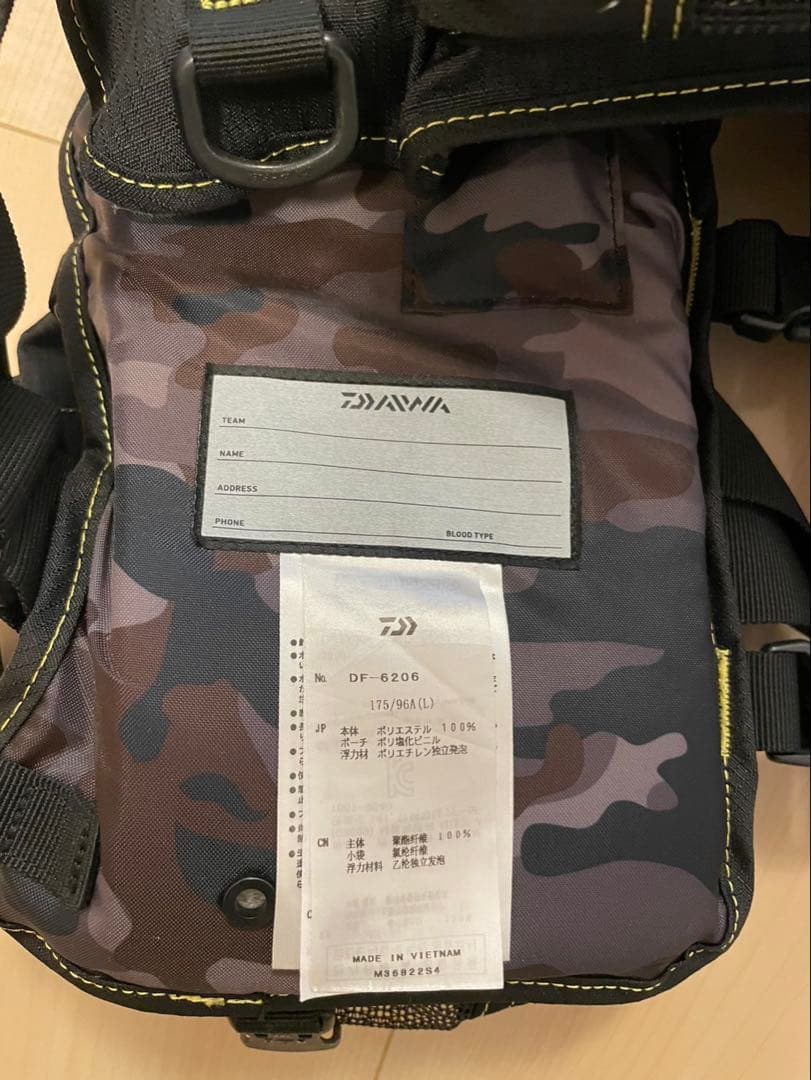 DAIWA
TEAM
NAME
ADDRESS
PHONE
BLOOD TYPE
No. DF-6206
175/96A(L)
JP 本体 ポリエステル 100%
ポーチ ポリ塩化ビニル
浮力材 ポリエチレン独立発泡
CN 主体 聚酯纤维 100%
小袋 氯纶纤维
浮力材料 乙纶独立发泡
MADE IN VIETNAM
M36822S4